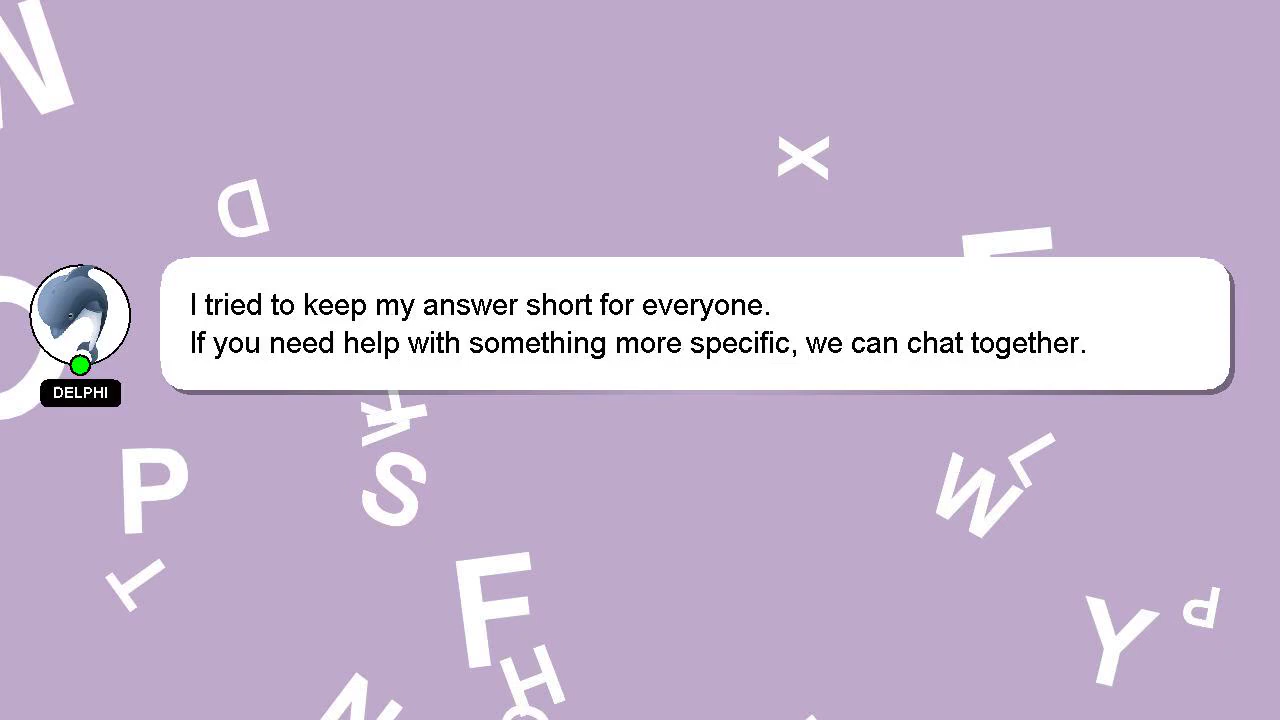 N
D
X
I tried to keep my answer short for everyone.
If you need help with something more specific, we can chat together.
DELPHI
P
S
W
L
T
F
Y
P
H
N